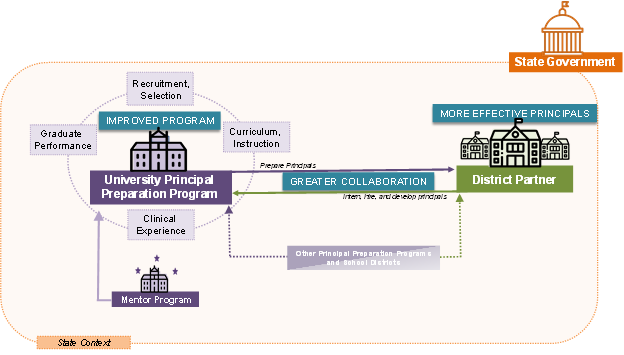 State Government
Recruitment,
Selection
IMPROVED PROGRAM
MORE EFFECTIVE PRINCIPALS
Graduate
Performance
Curriculum,
Instruction
Prepare Principals
University Principal
Preparation Program
GREATER COLLABORATION
District Partner
Intern, hire, and develop principals
Clinical
Experience
Other Principal Preparation Programs
and School Districts
Mentor Program
State Context